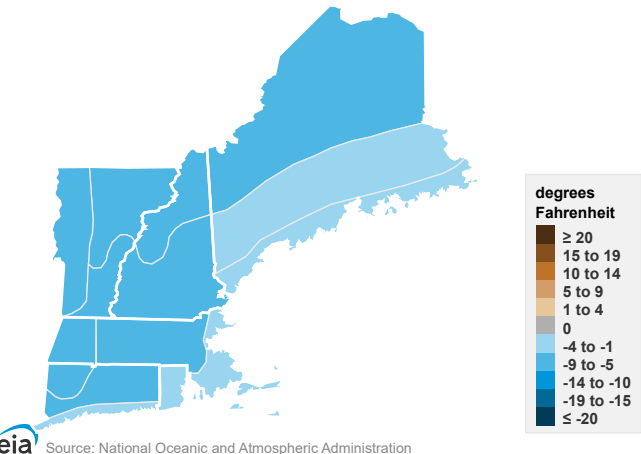 degrees
Fahrenheit
≥ 20
15 to 19
10 to 14
5 to 9
1 to 4
0
-4 to -1
-9 to -5
-14 to -10
-19 to -15
≤ -20
eia Source: National Oceanic and Atmospheric Administration